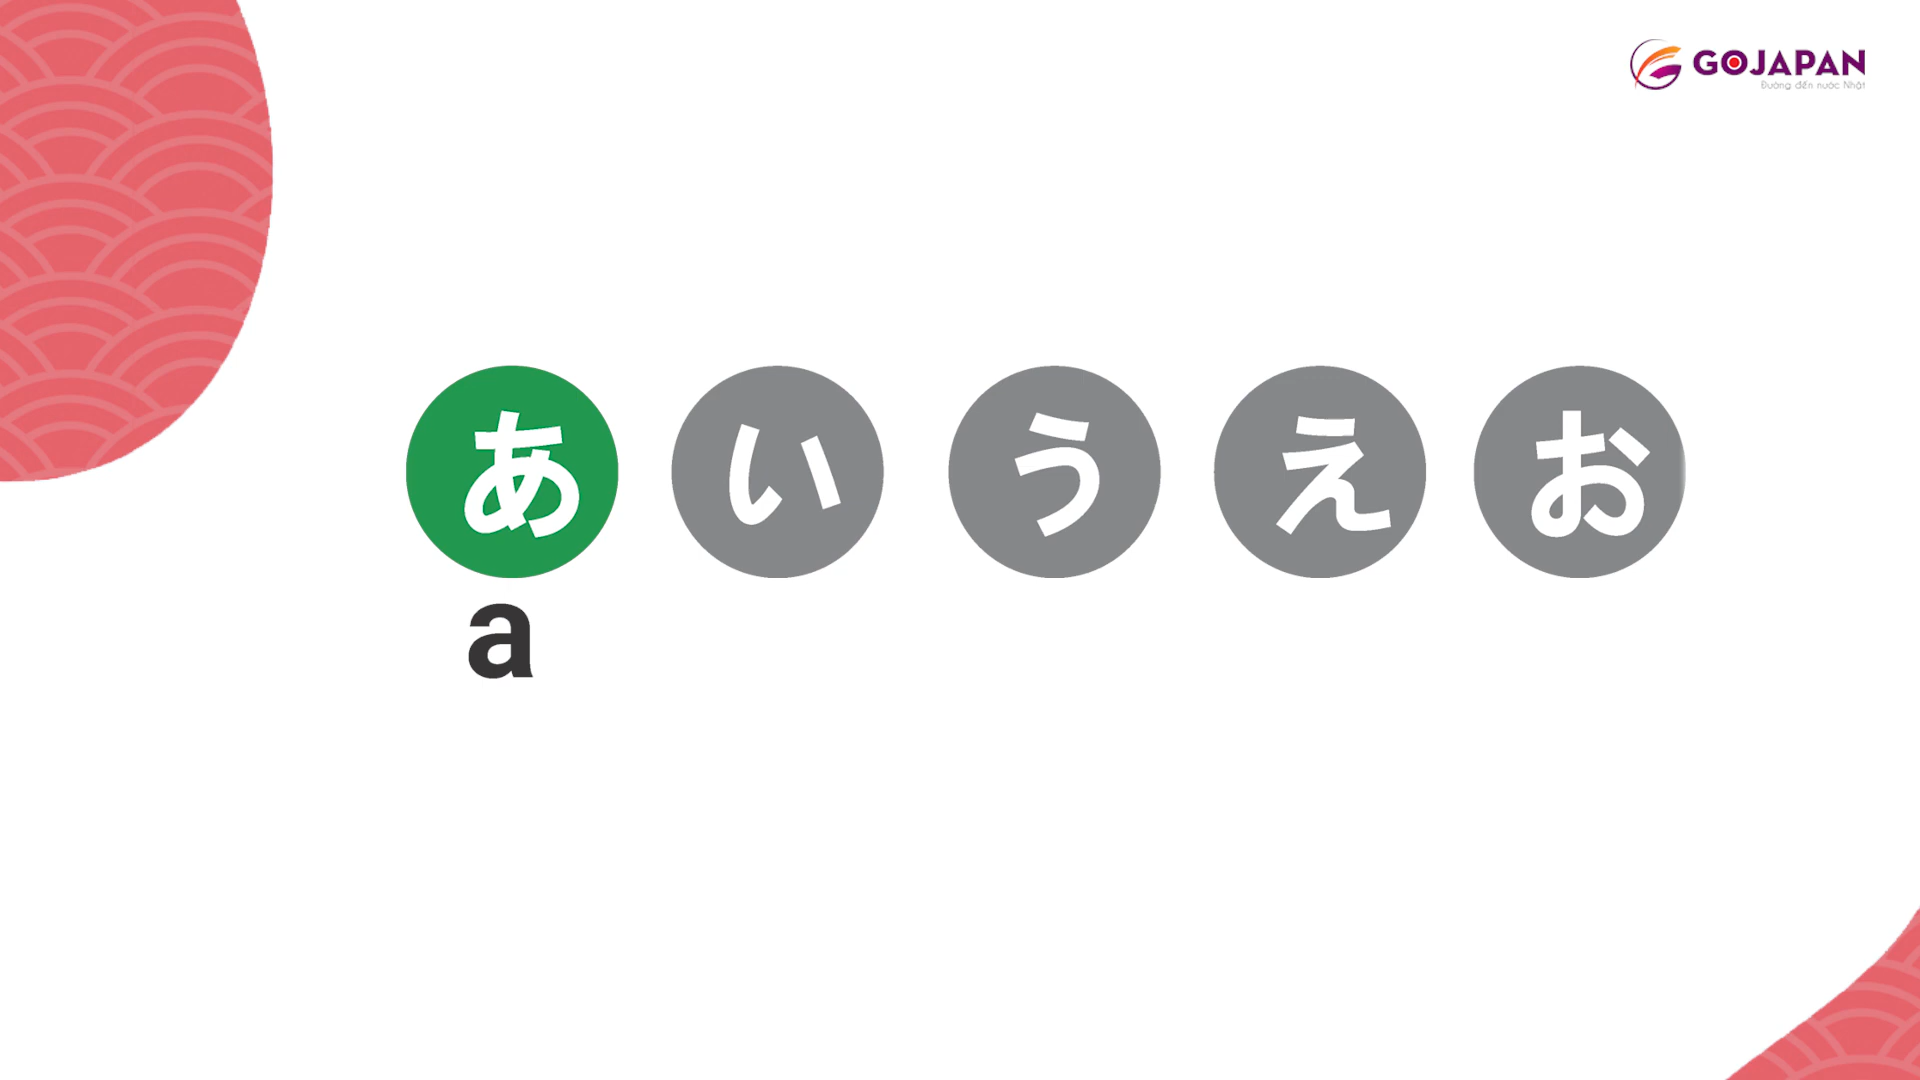 GOJAPAN
Đường đến nước Nhật
あ い う え お
a